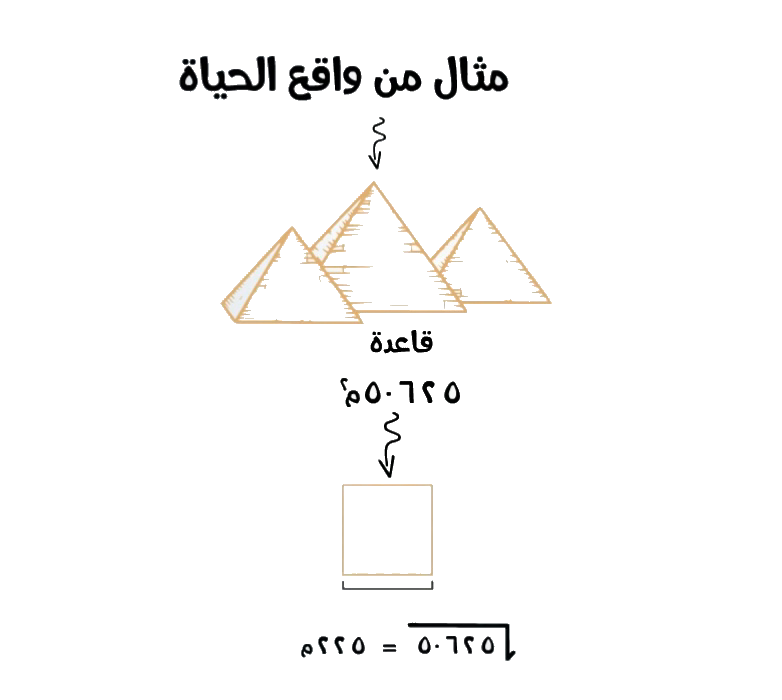 مثال من واقع الحياة
قاعدة
٥٠٦٢٥م٢
√٥٠٦٢٥ = ٢٢٥م